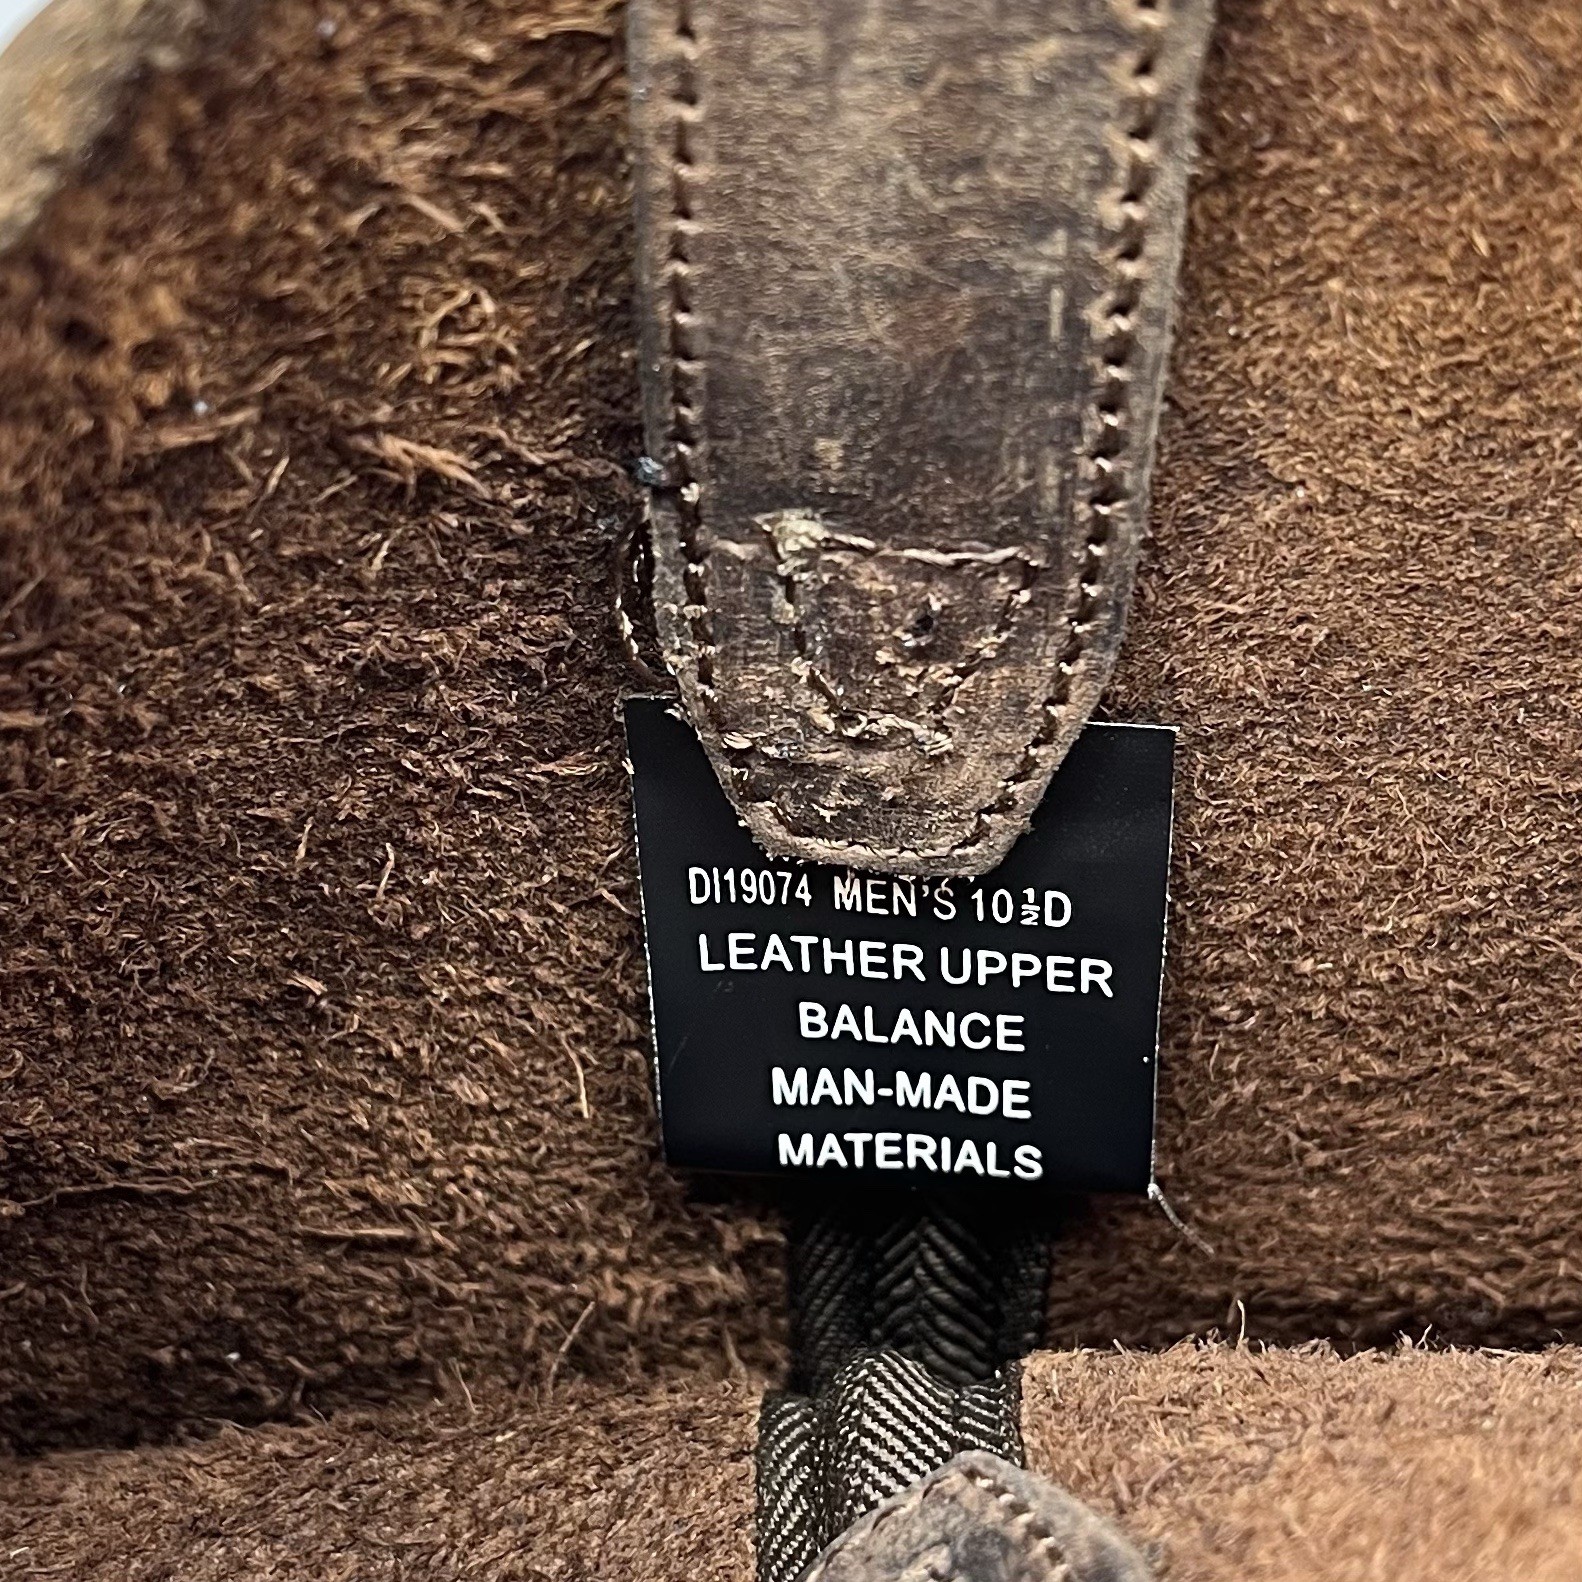 DI19074 MEN'S 10½D
LEATHER UPPER
BALANCE
MAN-MADE
MATERIALS